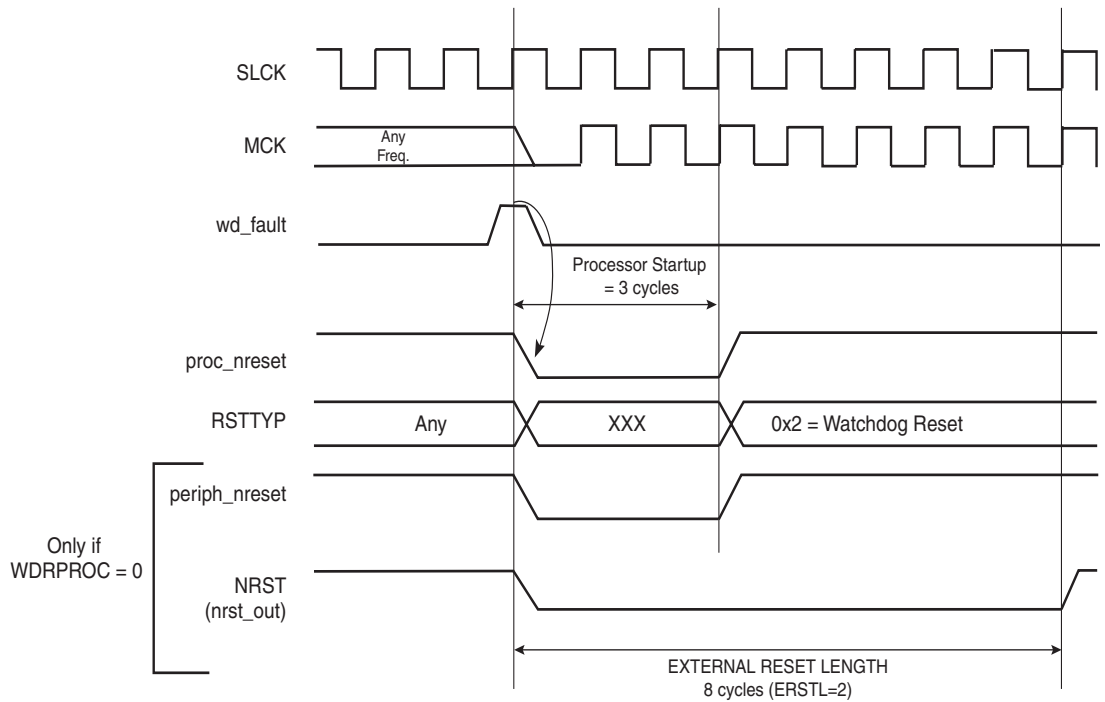 SLCK
MCK
Any
Freq.
wd_fault
Processor Startup
= 3 cycles
proc_nreset
RSTTYP
Any
XXX
0x2 = Watchdog Reset
periph_nreset
Only if
WDRPROC = 0
NRST
(nrst_out)
EXTERNAL RESET LENGTH
8 cycles (ERSTL=2)